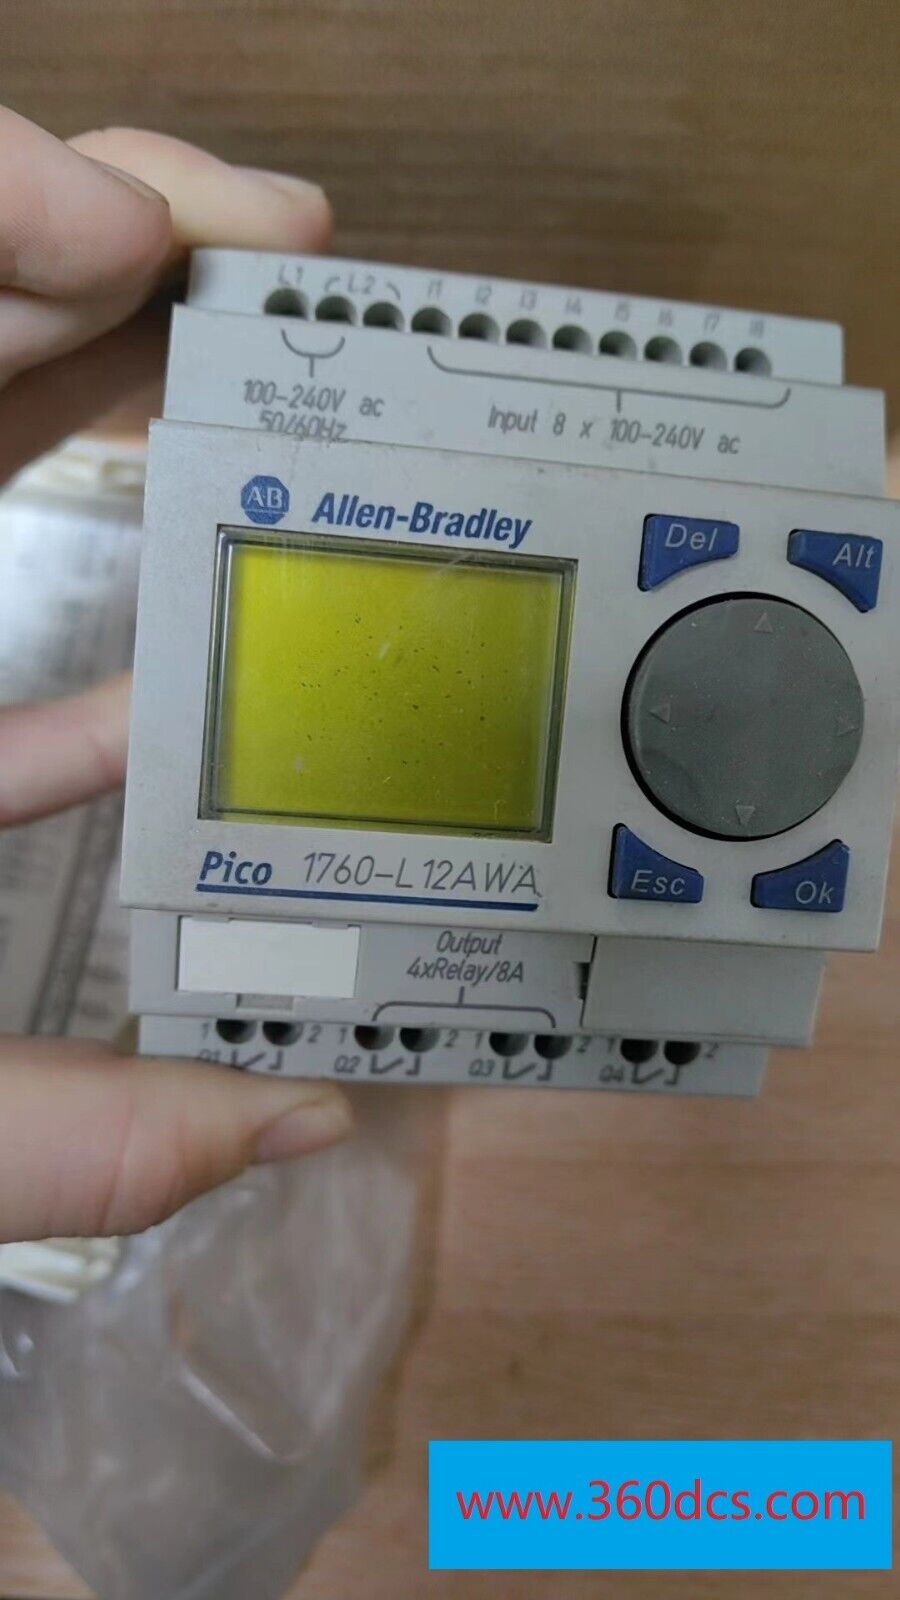 L1 L2 I1 I2 I3 I4 I5 I6 I7 I8
100-240V ac
50/60Hz
Input 8 x 100-240V ac
AB Allen-Bradley
Del
Alt
Pico 1760-L12AWA
Esc
Ok
Output
4xRelay/8A
1 2 1 2 1 2 1 2
Q1 Q2 Q3 Q4
www.360dcs.com